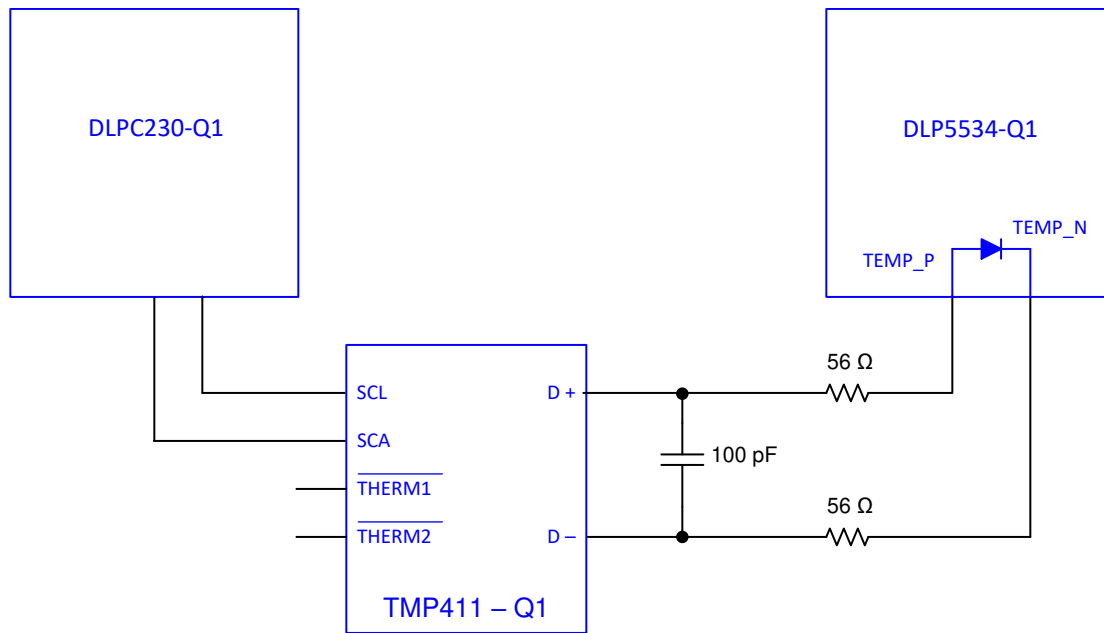 DLPC230-Q1
DLP5534-Q1
TEMP_N
TEMP_P
56 Ω
SCL
D +
SCA
100 pF
THERM1
56 Ω
THERM2
D –
TMP411 – Q1